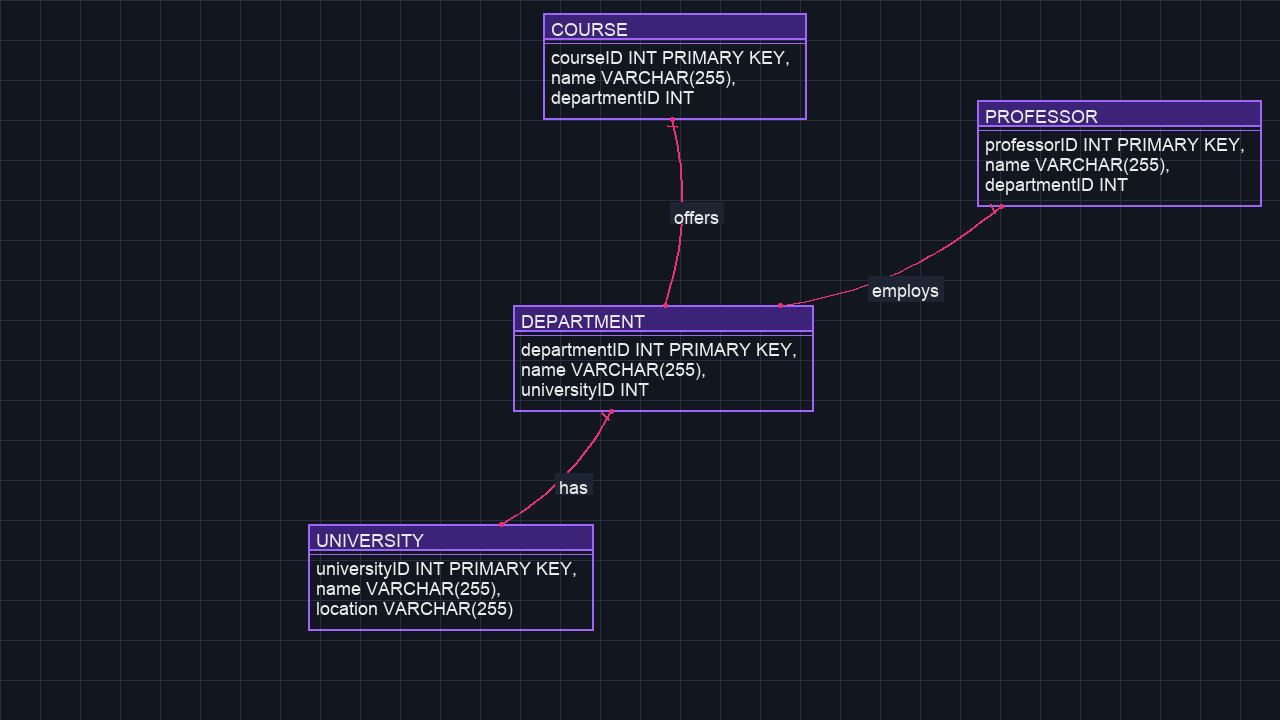 COURSE
courseID INT PRIMARY KEY,
name VARCHAR(255),
departmentID INT
PROFESSOR
professorID INT PRIMARY KEY,
name VARCHAR(255),
departmentID INT
offers
employs
DEPARTMENT
departmentID INT PRIMARY KEY,
name VARCHAR(255),
universityID INT
has
UNIVERSITY
universityID INT PRIMARY KEY,
name VARCHAR(255),
location VARCHAR(255)